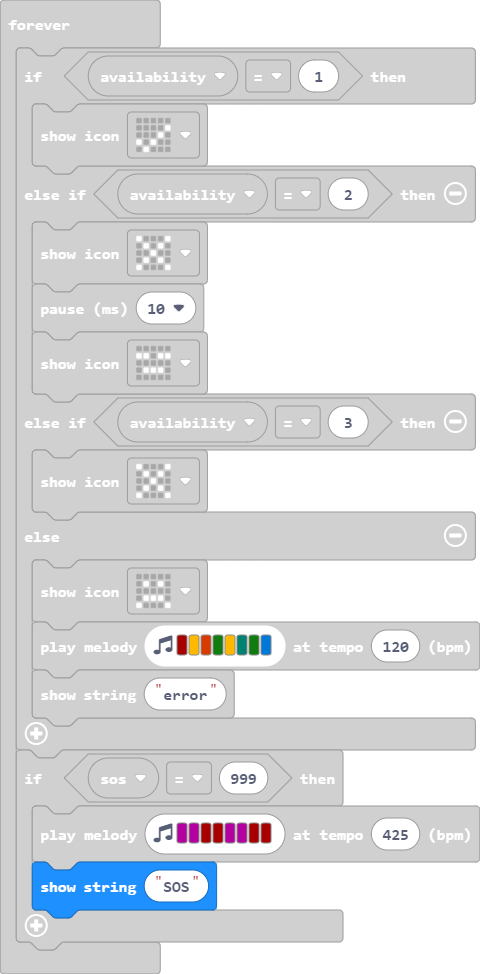 forever
if availability = 1 then
show icon
else if availability = 2 then
show icon
pause (ms) 10
show icon
else if availability = 3 then
show icon
else
show icon
play melody at tempo 120 (bpm)
show string "error"
if sos = 999 then
play melody at tempo 425 (bpm)
show string "SOS"